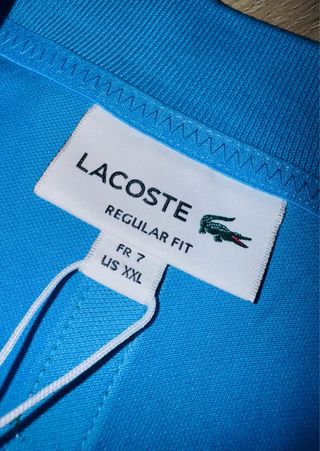 LACOSTE
REGULAR FIT
FR 7
US XXL